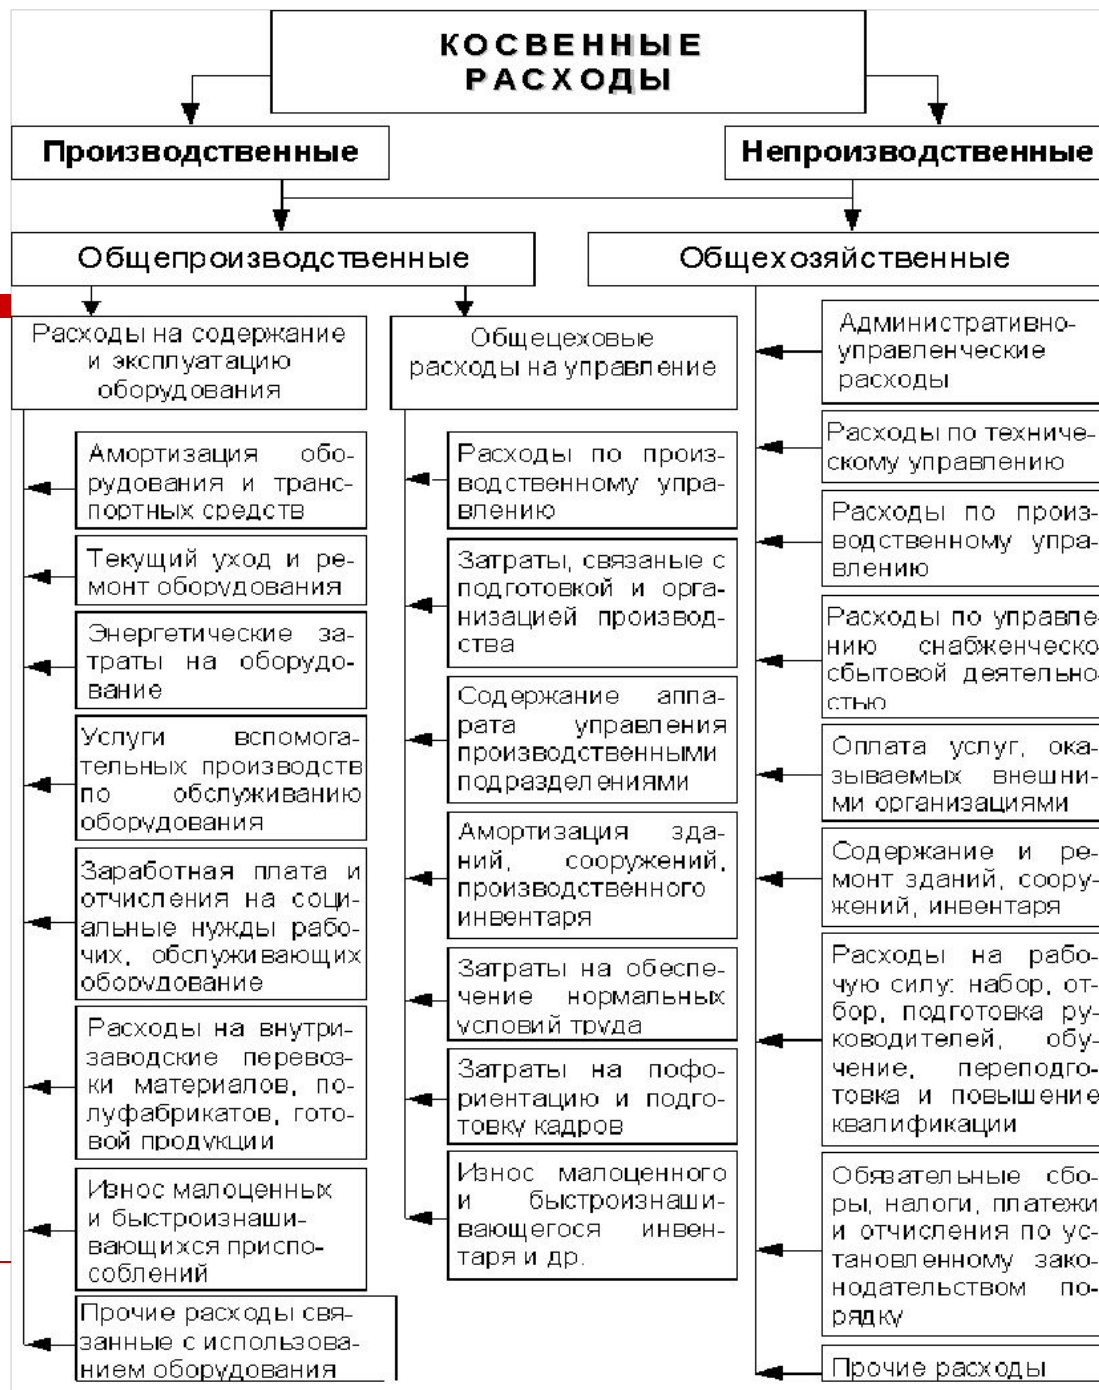 КОСВЕННЫЕ
РАСХОДЫ
Производственные
Непроизводственные
Общепроизводственные
Общехозяйственные
Расходы на содержание
и эксплуатацию
оборудования
Амортизация обо-
рудования и транс-
портных средств
Текущий уход и ре-
монт оборудования
Энергетические за-
траты на оборудо-
вание
Услуги вспомога-
тельных производств
по обслуживанию
оборудования
Заработная плата и
отчисления на соци-
альные нужды рабо-
чих, обслуживающих
оборудование
Расходы на внутри-
заводские перевоз-
ки материалов, по-
луфабрикатов, гото-
вой продукции
Износ малоценных
и быстроизнаши-
вающихся приспо-
соблений
Прочие расходы свя-
занные с использова-
нием оборудования
Общецеховые
расходы на управление
Расходы по произ-
водственному упра-
влению
Затраты, связаные с
подготовкой и орга-
низацией производ-
ства
Содержание аппа-
рата управления
производственными
подразделениями
Амортизация зда-
ний, сооружений,
производственного
инвентаря
Затраты на обеспе-
чение нормальных
условий труда
Затраты на пофо-
риентацию и подго-
товку кадров
Износ малоценного
и быстроизнаши-
вающегося инвен-
таря и др.
Административно-
управленческие
расходы
Расходы по техниче-
скому управлению
Расходы по произ-
водственному упра-
влению
Расходы по управле-
нию снабженческо
сбытовой деятельно-
стью
Оплата услуг, ока-
зываемых внешни-
ми организациями
Содержание и ре-
монт зданий, соору-
жений, инвентаря
Расходы на рабо-
чую силу: набор, от-
бор, подготовка ру-
ководителей, обу-
чение, переподго-
товка и повышение
квалификации
Обязательные сбо-
ры, налоги, платежи
и отчисления по ус-
тановленному зако-
нодательством по-
рядку
Прочие расходы